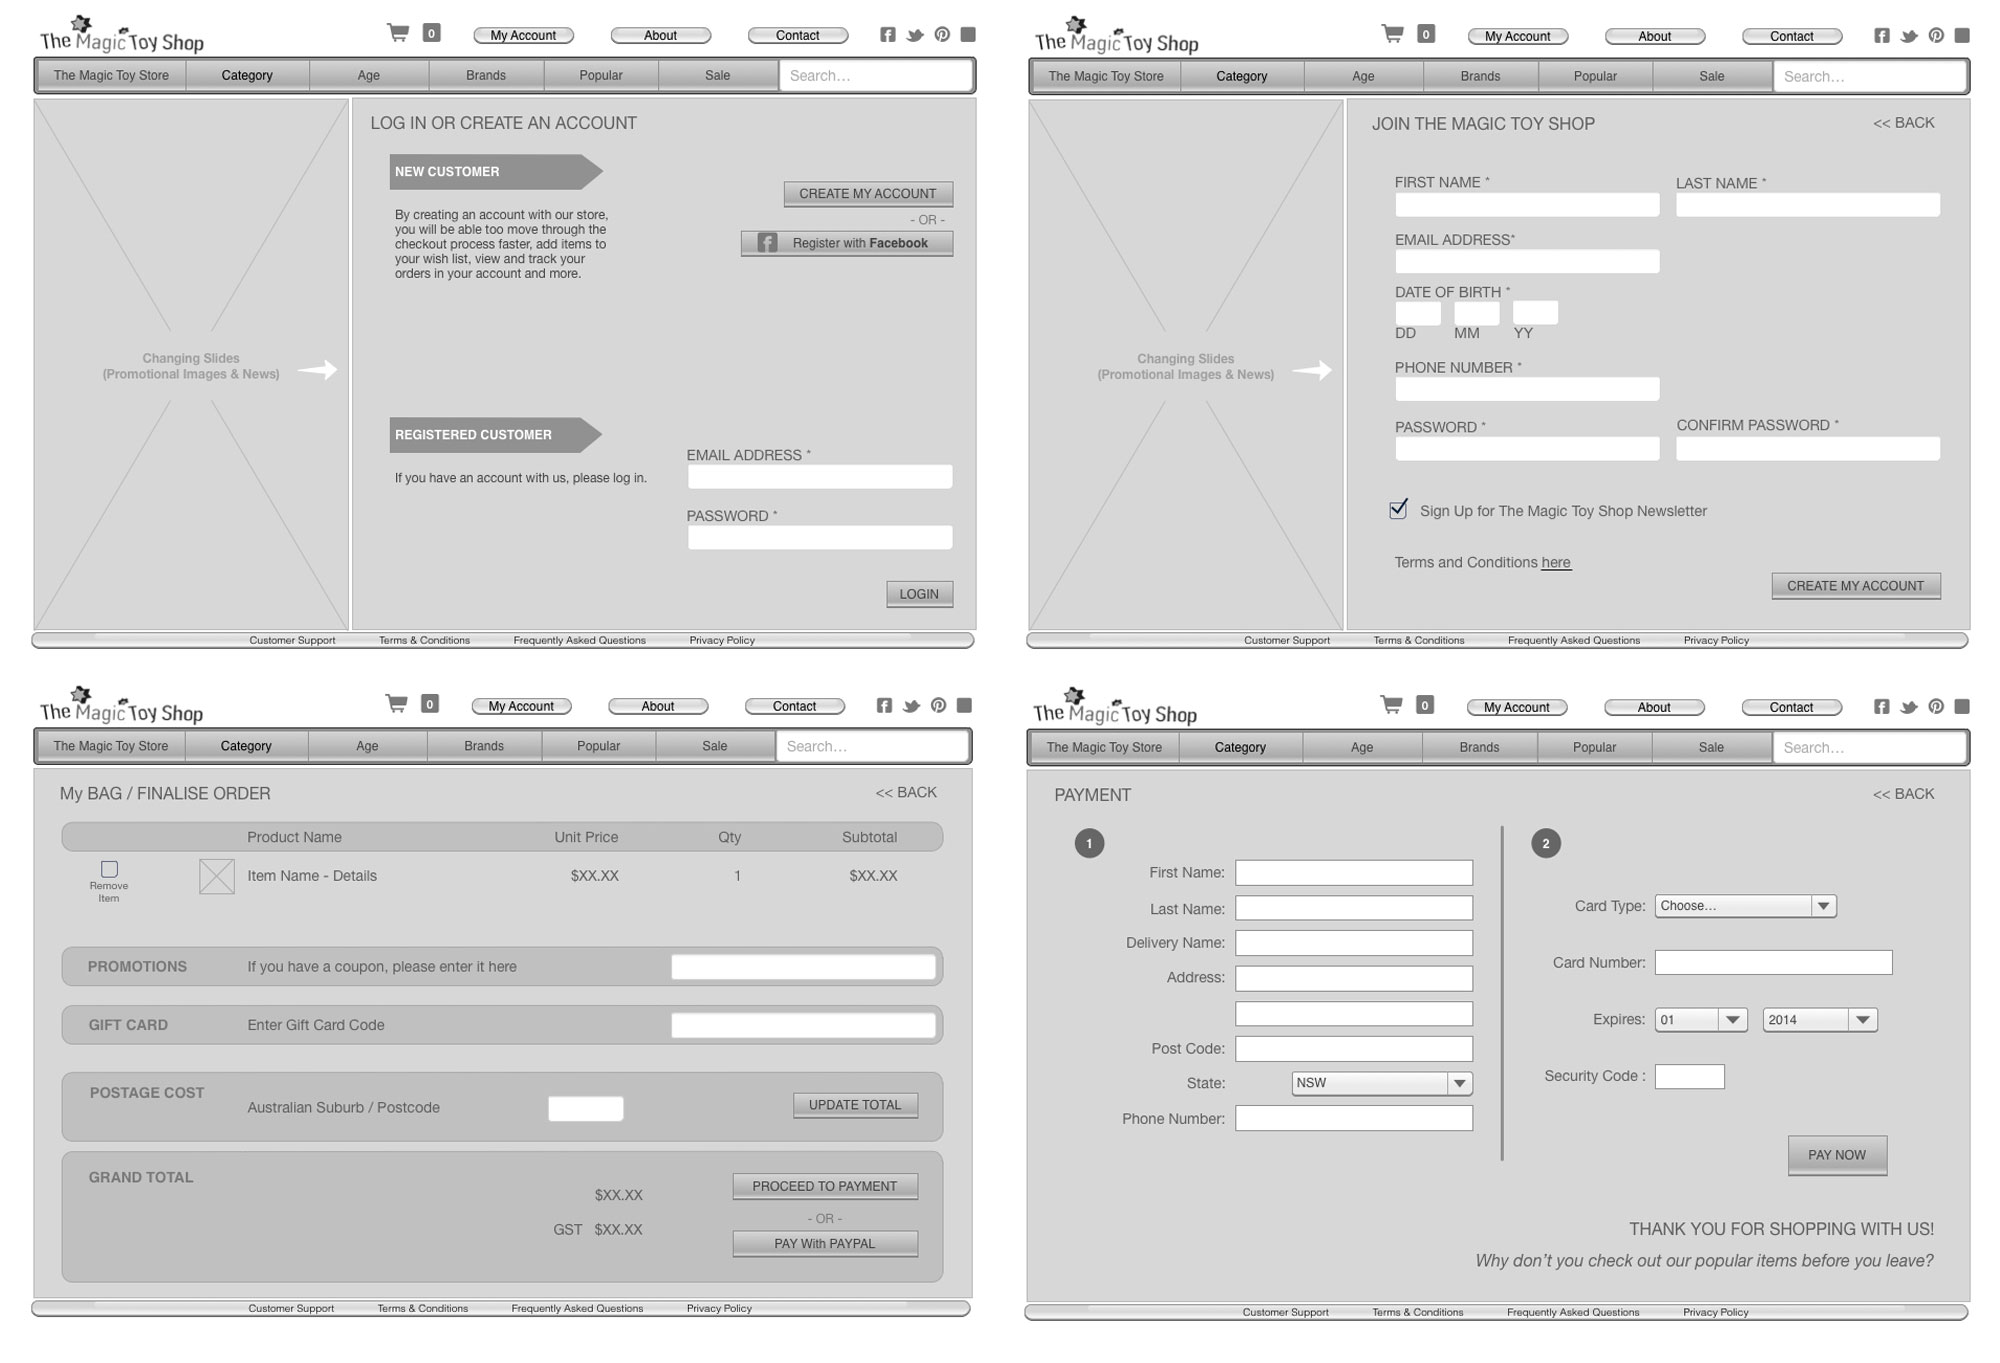 The Magic Toy Shop
0
My Account
About
Contact
The Magic Toy Store
Category
Age
Brands
Popular
Sale
Search...
Changing Slides
(Promotional Images & News)
LOG IN OR CREATE AN ACCOUNT
NEW CUSTOMER
By creating an account with our store,
you will be able too move through the
checkout process faster, add items to
your wish list, view and track your
orders in your account and more.
CREATE MY ACCOUNT
- OR -
Register with Facebook
REGISTERED CUSTOMER
If you have an account with us, please log in.
EMAIL ADDRESS *
PASSWORD *
LOGIN
Customer Support
Terms & Conditions
Frequently Asked Questions
Privacy Policy
The Magic Toy Shop
0
My Account
About
Contact
The Magic Toy Store
Category
Age
Brands
Popular
Sale
Search...
Changing Slides
(Promotional Images & News)
JOIN THE MAGIC TOY SHOP
<< BACK
FIRST NAME *
LAST NAME *
EMAIL ADDRESS*
DATE OF BIRTH *
DD
MM
YY
PHONE NUMBER *
PASSWORD *
CONFIRM PASSWORD *
Sign Up for The Magic Toy Shop Newsletter
Terms and Conditions here
CREATE MY ACCOUNT
Customer Support
Terms & Conditions
Frequently Asked Questions
Privacy Policy
The Magic Toy Shop
0
My Account
About
Contact
The Magic Toy Store
Category
Age
Brands
Popular
Sale
Search...
My BAG / FINALISE ORDER
<< BACK
Product Name
Unit Price
Qty
Subtotal
Remove
Item
Item Name - Details
$XX.XX
1
$XX.XX
PROMOTIONS
If you have a coupon, please enter it here
GIFT CARD
Enter Gift Card Code
POSTAGE COST
Australian Suburb / Postcode
UPDATE TOTAL
GRAND TOTAL
$XX.XX
GST $XX.XX
PROCEED TO PAYMENT
- OR -
PAY With PAYPAL
Customer Support
Terms & Conditions
Frequently Asked Questions
Privacy Policy
The Magic Toy Shop
0
My Account
About
Contact
The Magic Toy Store
Category
Age
Brands
Popular
Sale
Search...
PAYMENT
<< BACK
1
First Name:
Last Name:
Delivery Name:
Address:
Post Code:
State:
NSW
Phone Number:
2
Card Type:
Choose...
Card Number:
Expires:
01
2014
Security Code :
PAY NOW
THANK YOU FOR SHOPPING WITH US!
Why don't you check out our popular items before you leave?
Customer Support
Terms & Conditions
Frequently Asked Questions
Privacy Policy